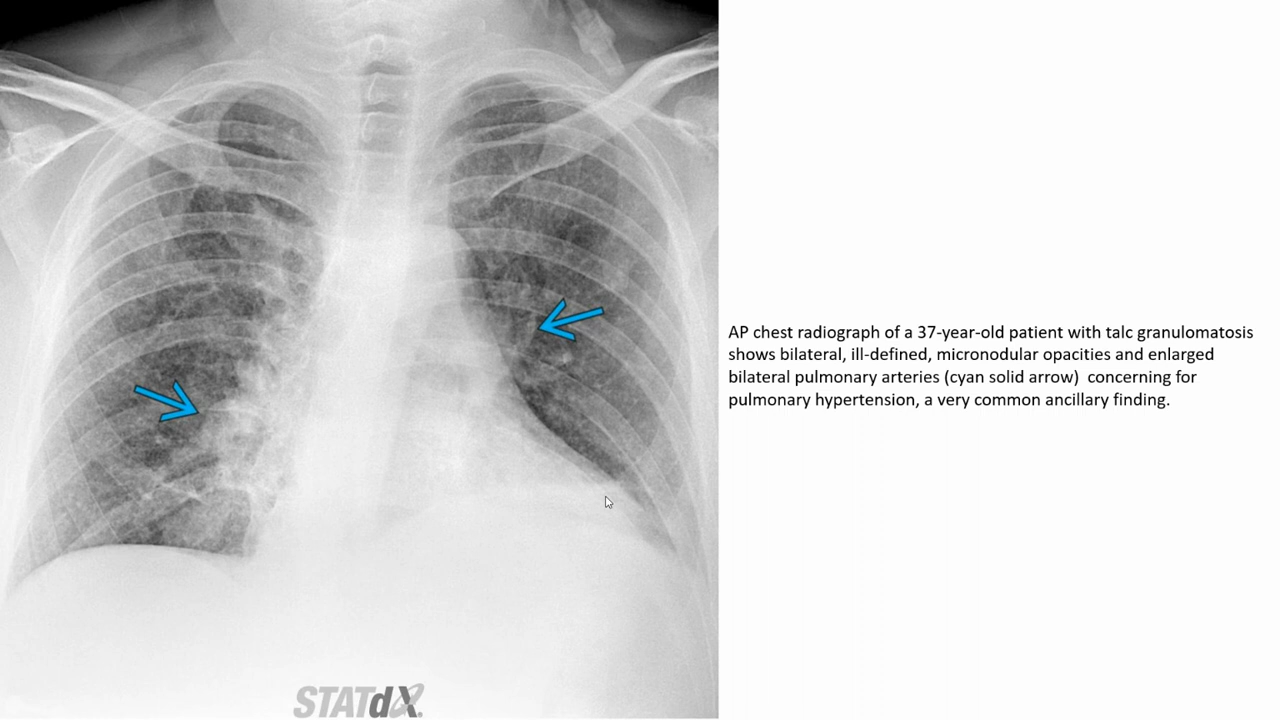 AP chest radiograph of a 37-year-old patient with talc granulomatosis
shows bilateral, ill-defined, micronodular opacities and enlarged
bilateral pulmonary arteries (cyan solid arrow)  concerning for
pulmonary hypertension, a very common ancillary finding.
STATdX